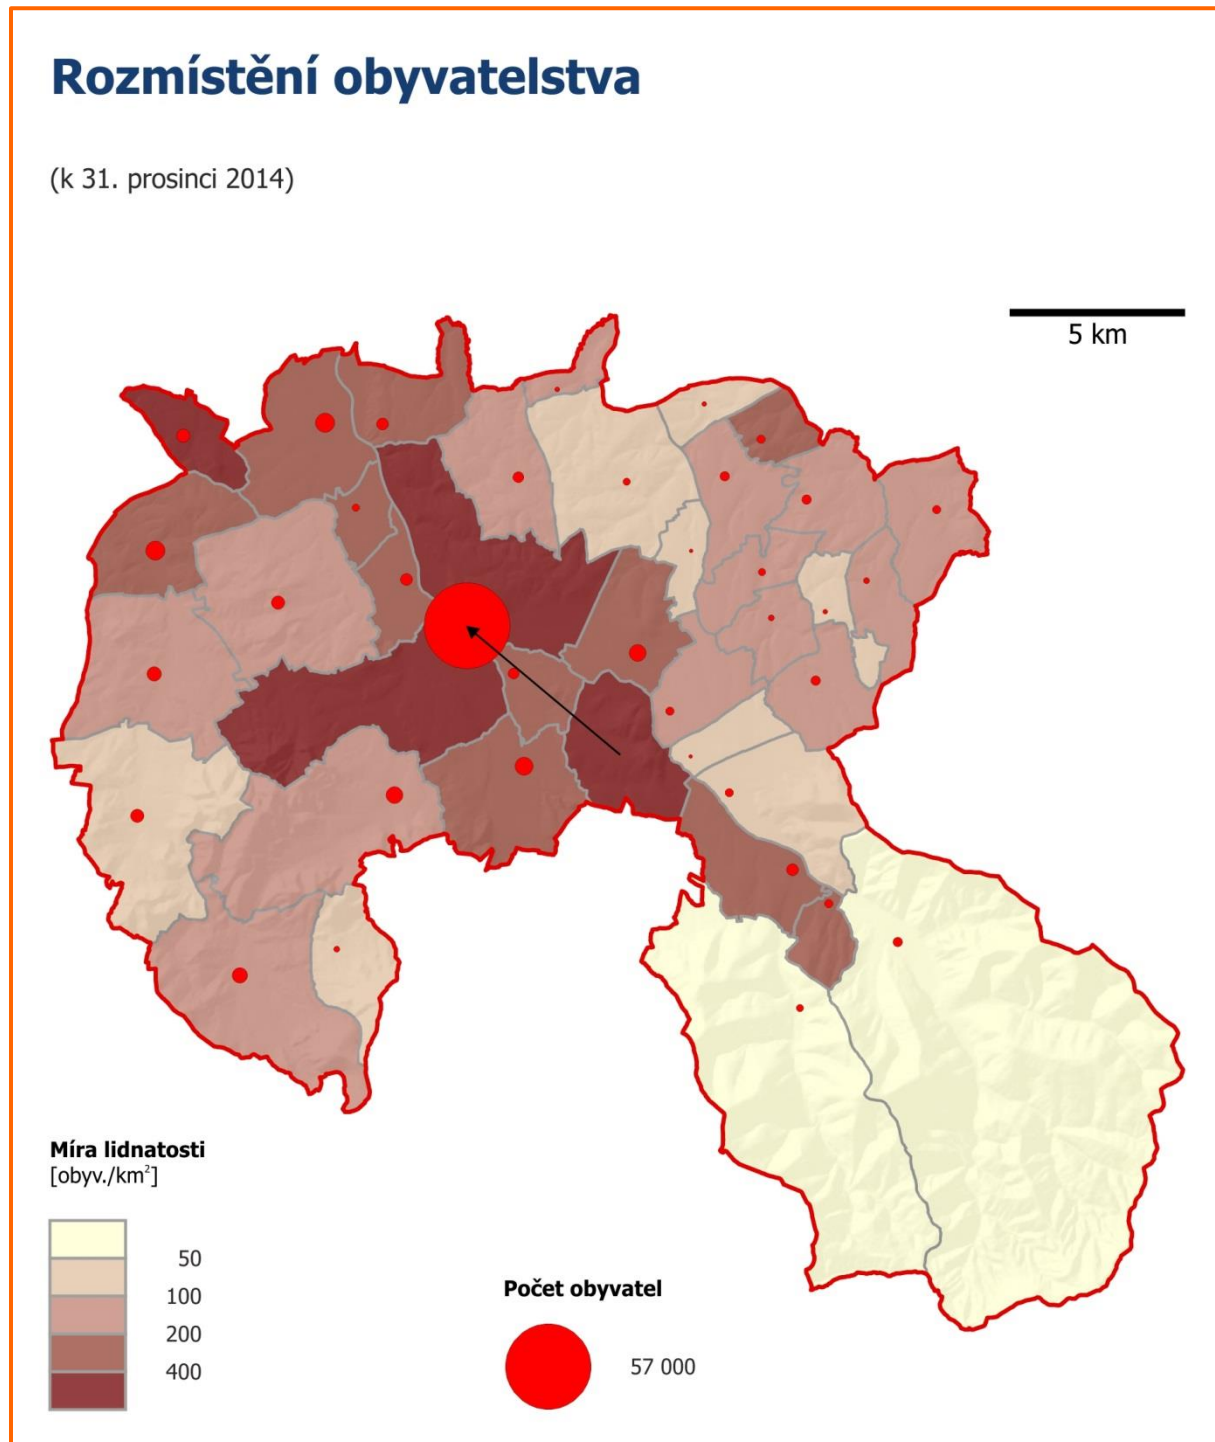 Rozmístění obyvatelstva
(k 31. prosinci 2014)
5 km
Míra lidnatosti
[obyv./km²]
50
100
200
400
Počet obyvatel
57 000